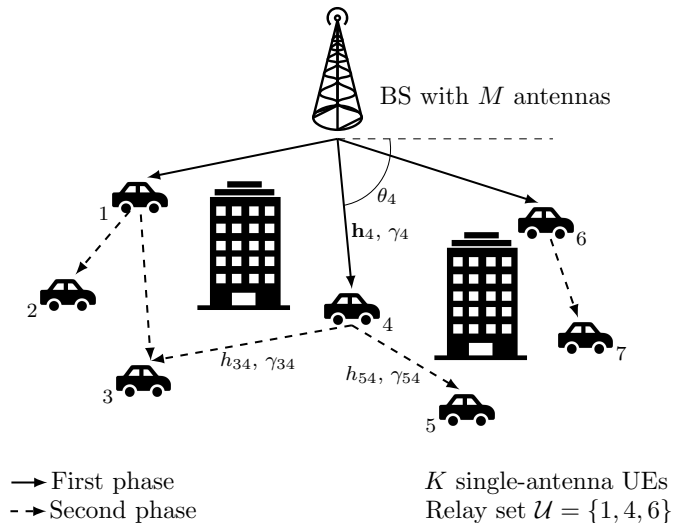 BS with M antennas
θ₄
1
6
𝐡₄, γ₄
2
4
7
h₃₄, γ₃₄
h₅₄, γ₅₄
3
5
First phase
K single-antenna UEs
Second phase
Relay set 𝒰 = {1, 4, 6}